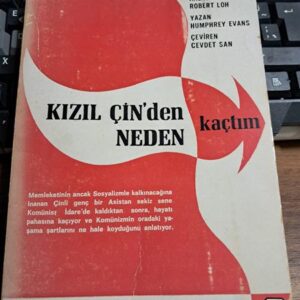 ROBERT LOH
YAZAN
HUMPHREY EVANS
ÇEVİREN
CEVDET SAN
KIZIL ÇİN'den
NEDEN
kaçtım
Memleketinin ancak Sosyalizmle kalkınacağına
inanan Çinli genç bir Asistan sekiz sene
Komünist İdare'de kaldıktan sonra, hayatı
pahasına kaçıyor ve Komünizmin oradaki ya-
şama şartlarını ne hale koyduğunu anlatıyor.